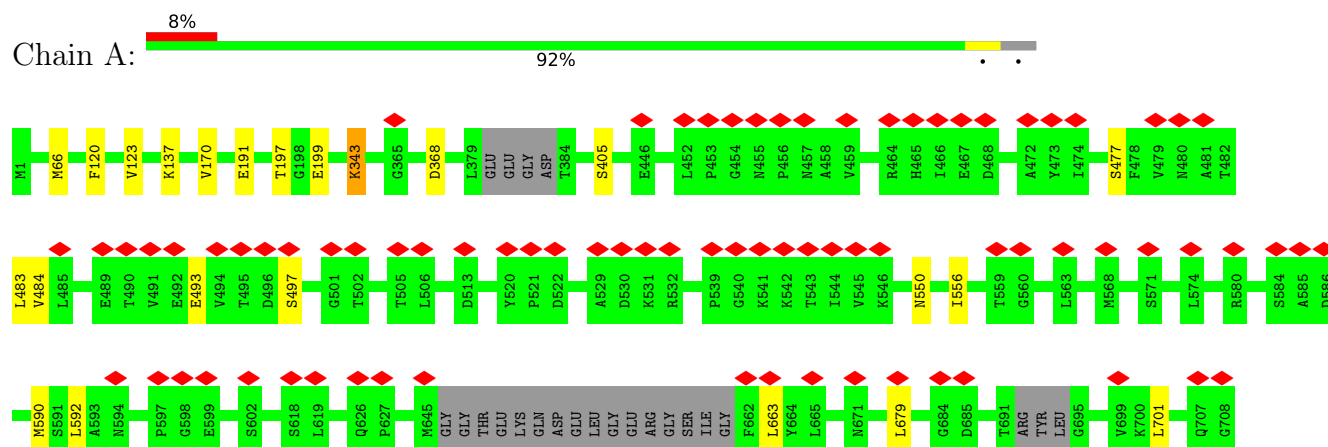 8%
Chain A:
92%
M1 M66 F120 V123 K137 V170 E191 T197 G198 E199 K343 G365 D368 L379 GLU GLU GLY ASP T384 S405 E446 L452 P453 G454 N455 P456 N457 A458 V459 R464 H465 I466 E467 D468 A472 Y473 I474 S477 F478 V479 N480 A481 T482
L483 V484 L485 E489 T490 V491 E492 E493 V494 T495 D496 S497 G501 T502 T505 L506 D513 Y520 P521 D522 A529 D530 K531 R532 P539 G540 K541 K542 T543 I544 V545 K546 N550 I556 T559 G560 L563 M568 S571 L574 R580 S584 A585 D586
M590 S591 L592 A593 N594 P597 G598 E599 S602 S618 L619 Q626 P627 M645 GLY GLY THR GLU LYS GLN ASP GLU LEU GLY GLU ARG GLY SER ILE GLY F662 L663 Y664 L665 N671 L679 G684 D685 T691 ARG TYR LEU G695 V699 K700 L701 Q707 G708